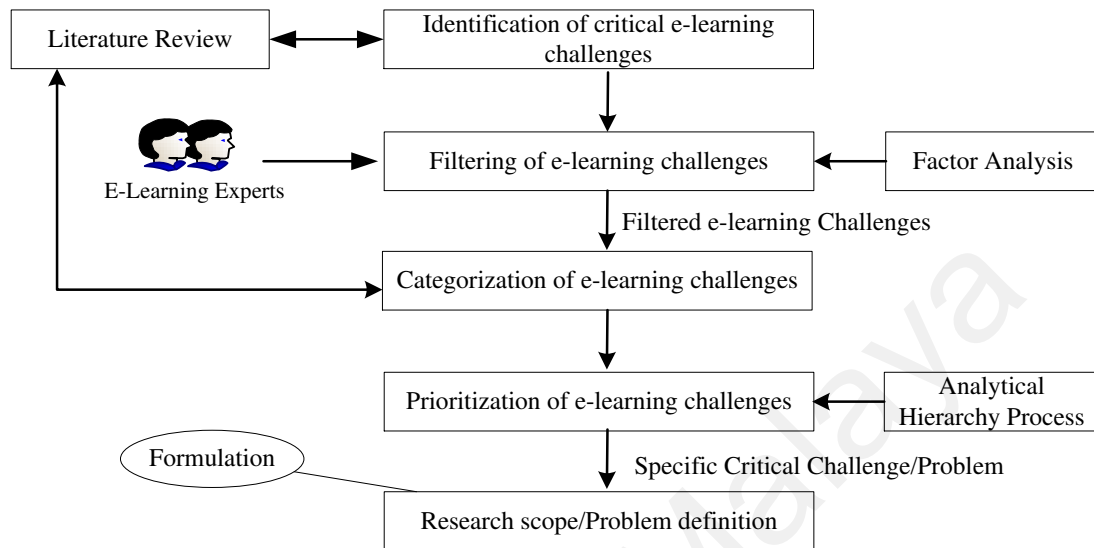 Literature Review
Identification of critical e-learning
challenges
E-Learning Experts
Filtering of e-learning challenges
Factor Analysis
Filtered e-learning Challenges
Categorization of e-learning challenges
Prioritization of e-learning challenges
Analytical
Hierarchy Process
Formulation
Specific Critical Challenge/Problem
Research scope/Problem definition
Malaya